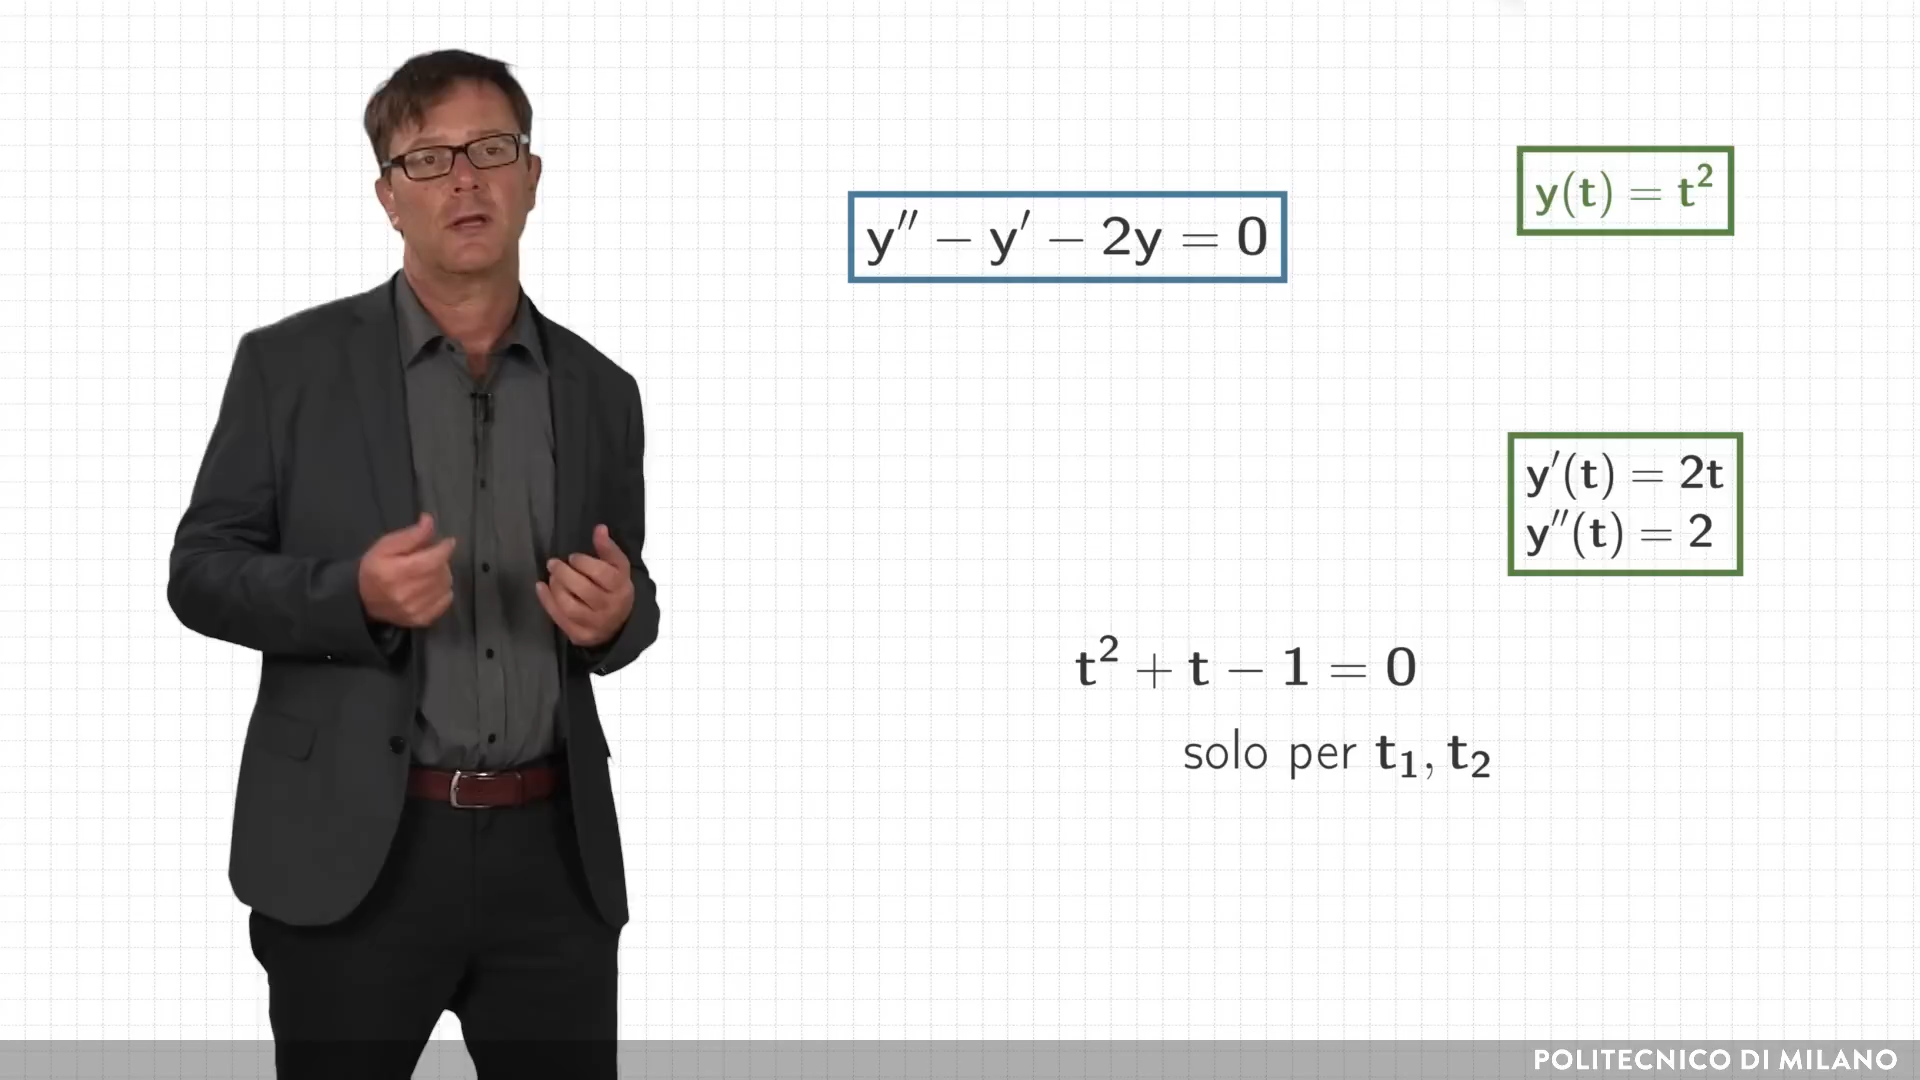 y(t) = t²
y″ − y′ − 2y = 0
y′(t) = 2t
y″(t) = 2
t² + t − 1 = 0
solo per t₁, t₂
POLITECNICO DI MILANO